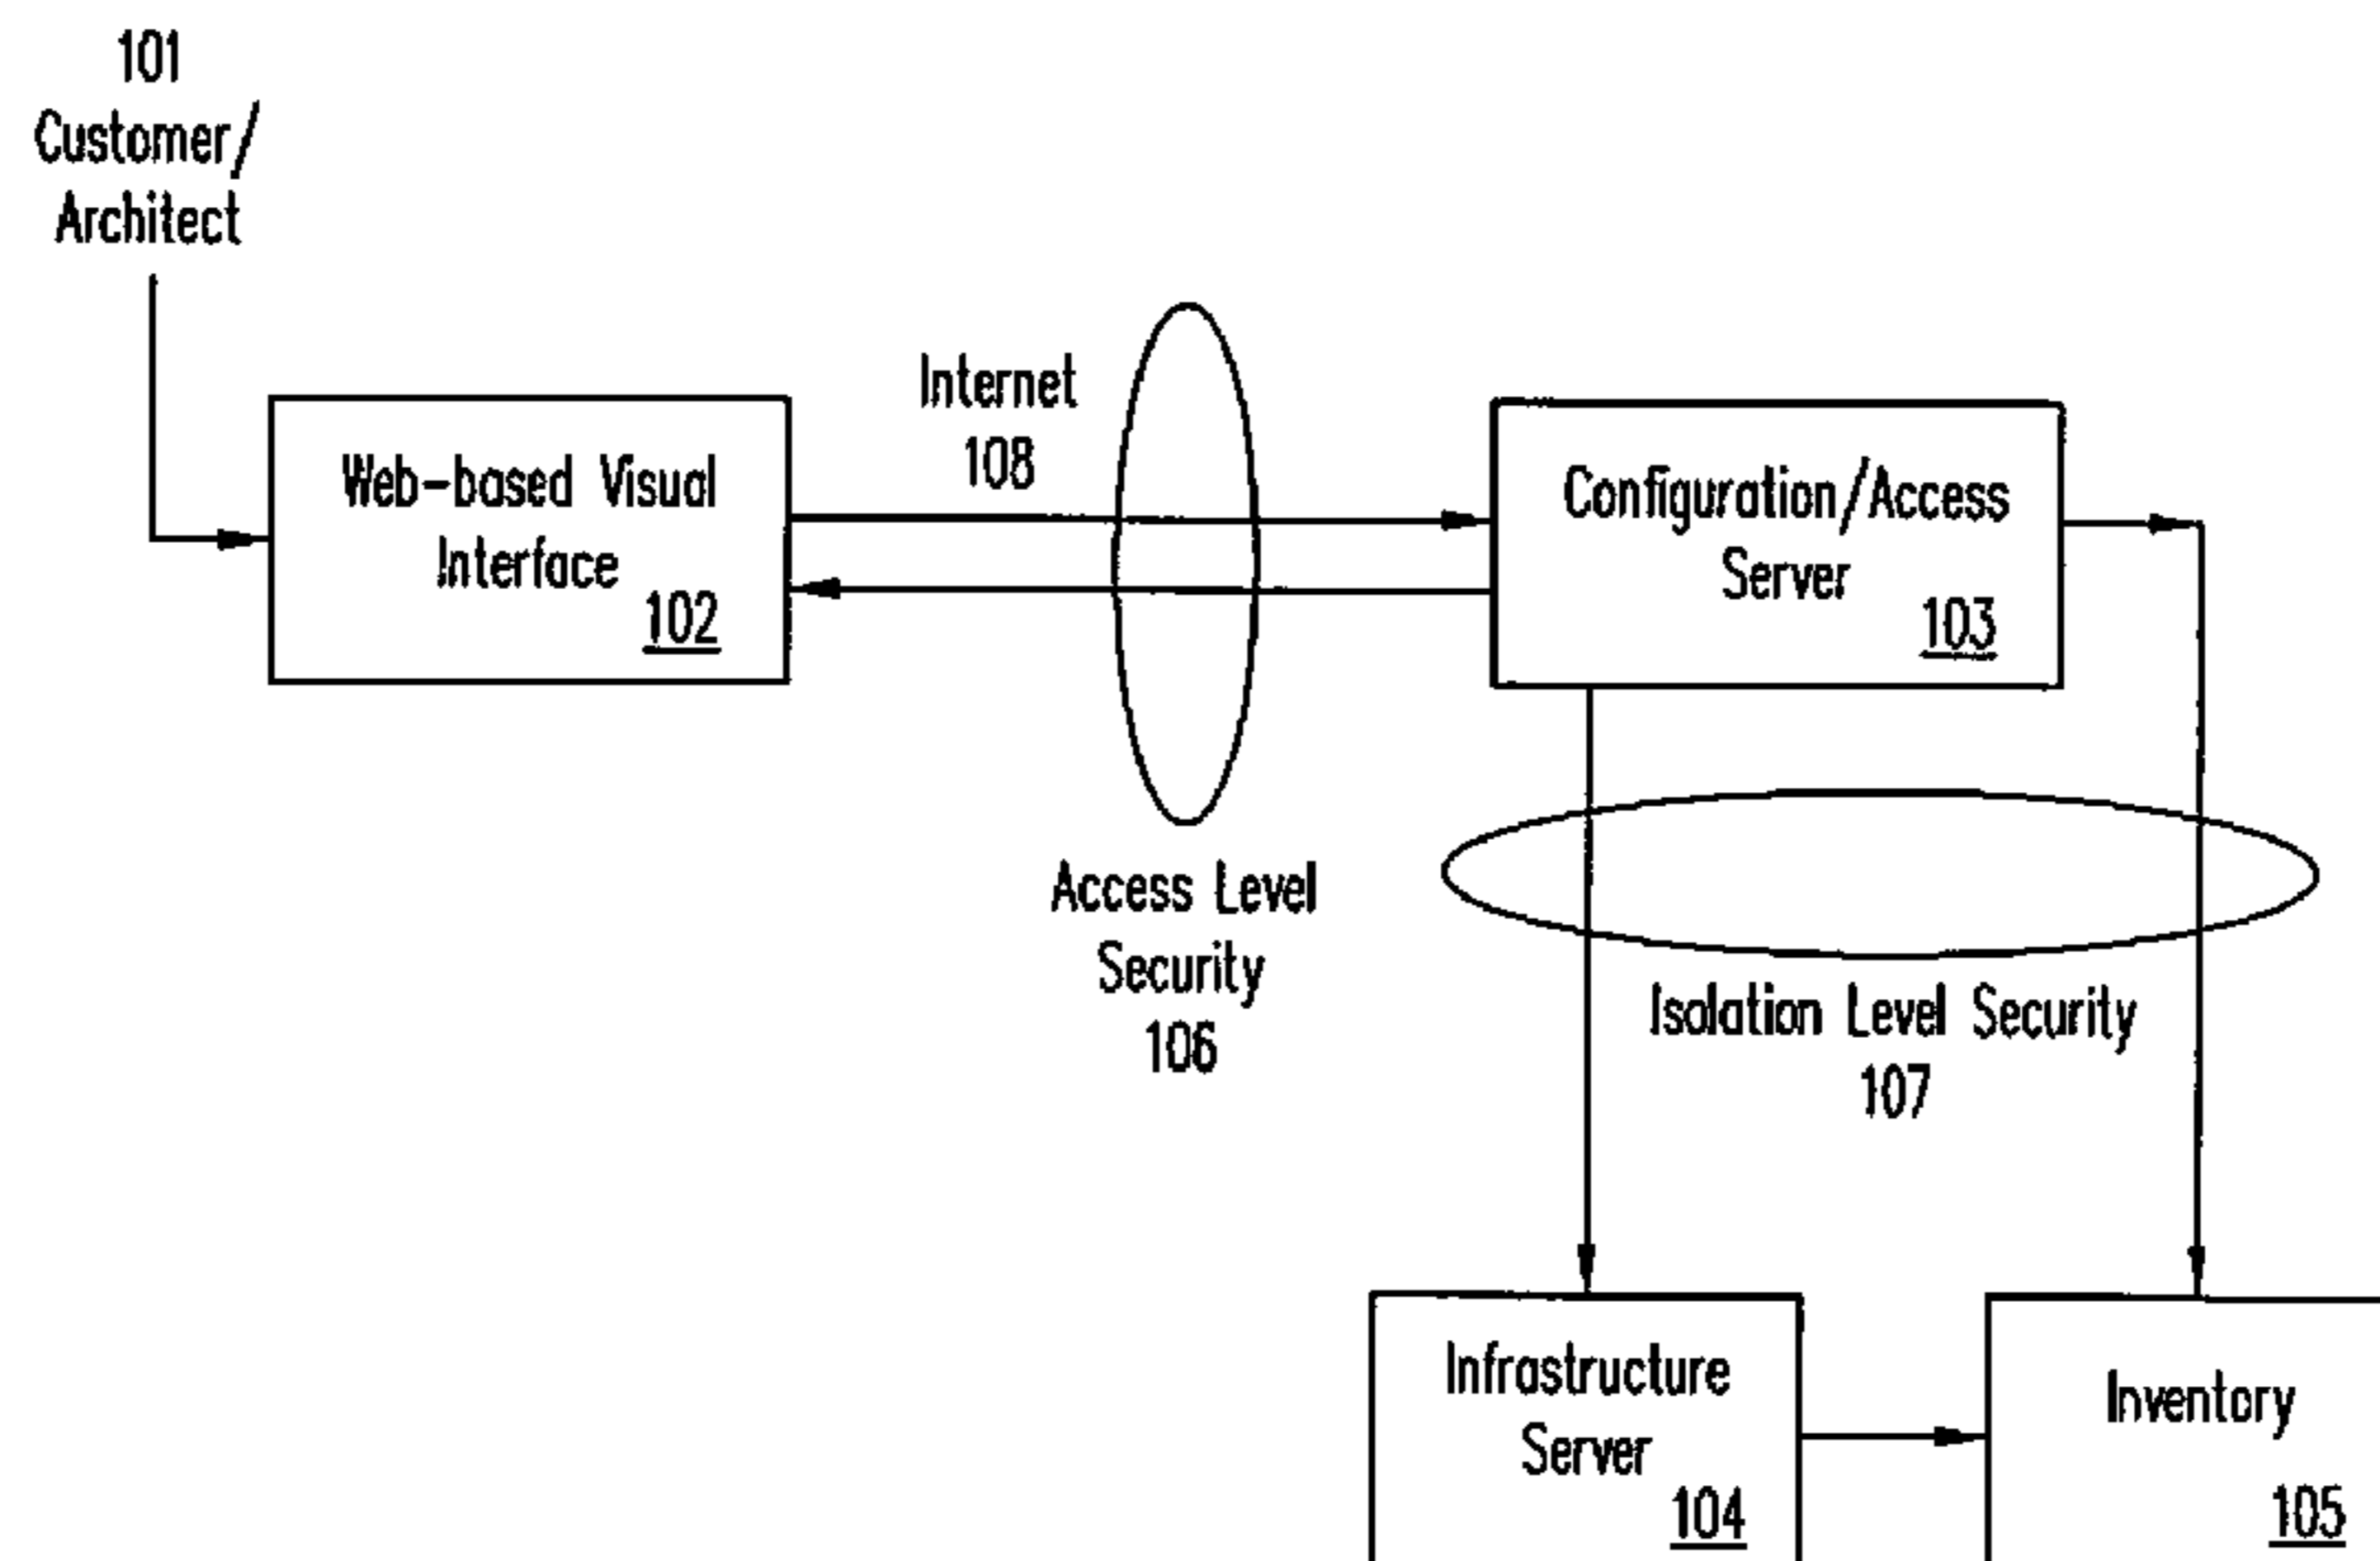 101
Customer/
Architect
Internet
108
Web-based Visual
Interface
102
Configuration/Access
Server
103
Access Level
Security
106
Isolation Level Security
107
Infrastructure
Server
104
Inventory
105